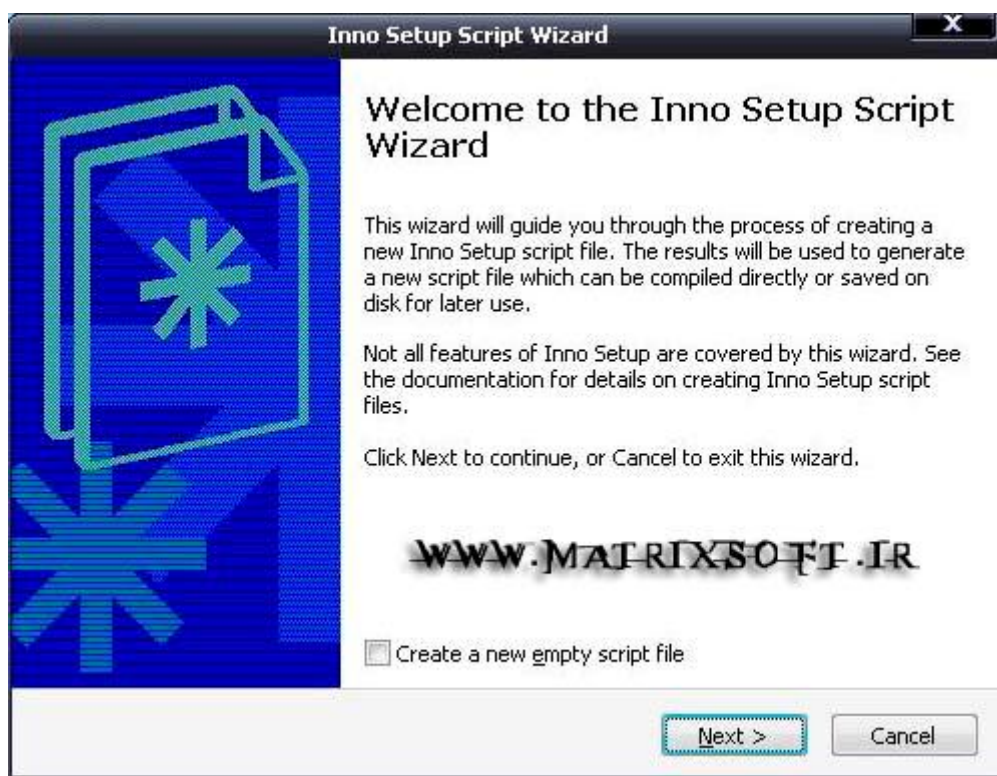 Inno Setup Script Wizard
X
Welcome to the Inno Setup Script
Wizard
This wizard will guide you through the process of creating a
new Inno Setup script file. The results will be used to generate
a new script file which can be compiled directly or saved on
disk for later use.
Not all features of Inno Setup are covered by this wizard. See
the documentation for details on creating Inno Setup script
files.
Click Next to continue, or Cancel to exit this wizard.
WWW.MATRIXSOFT.IR
Create a new empty script file
Next >
Cancel